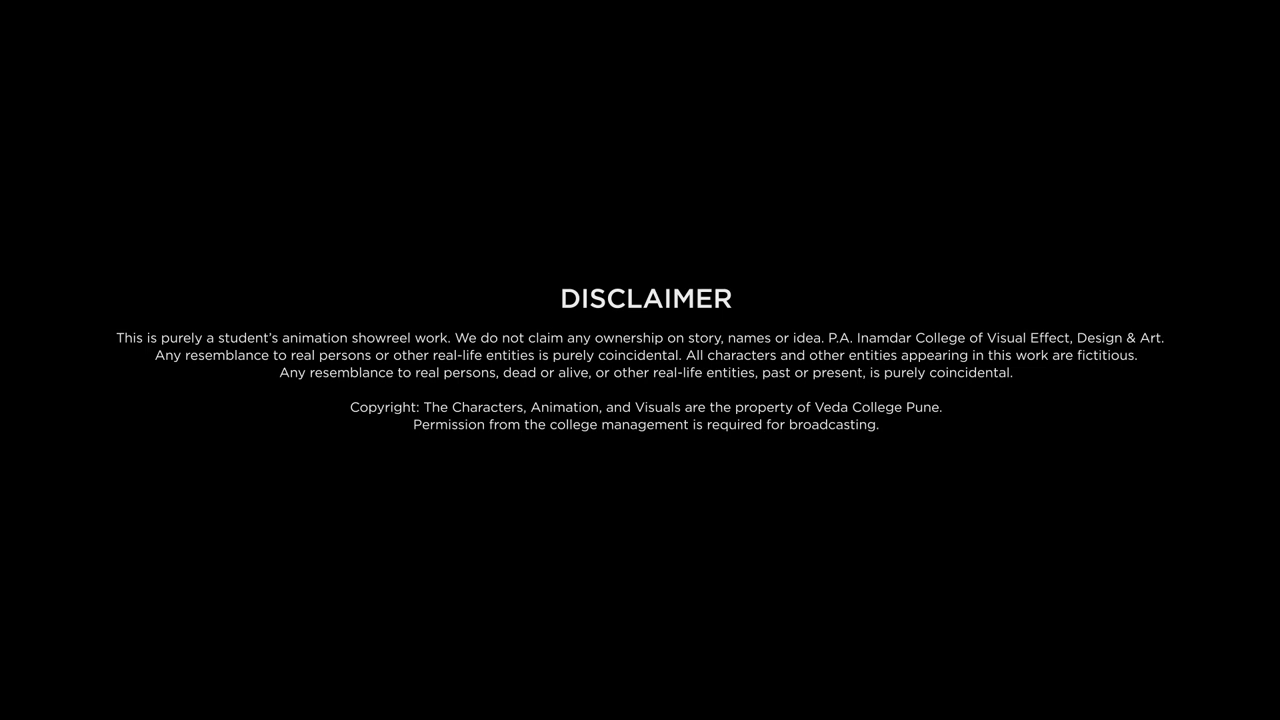 DISCLAIMER
This is purely a student's animation showreel work. We do not claim any ownership on story, names or idea. P.A. Inamdar College of Visual Effect, Design & Art.
Any resemblance to real persons or other real-life entities is purely coincidental. All characters and other entities appearing in this work are fictitious.
Any resemblance to real persons, dead or alive, or other real-life entities, past or present, is purely coincidental.
Copyright: The Characters, Animation, and Visuals are the property of Veda College Pune.
Permission from the college management is required for broadcasting.